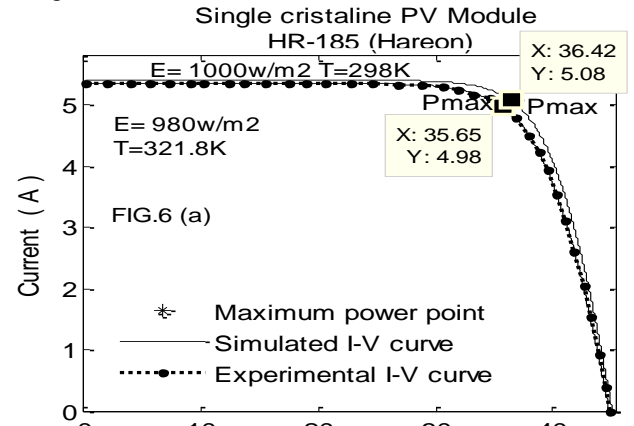 Single cristaline PV Module
HR-185 (Hareon)
E= 1000w/m2 T=298K
X: 36.42
Y: 5.08
Pmax
Pmax
X: 35.65
Y: 4.98
E= 980w/m2
T=321.8K
FIG.6 (a)
Current ( A )
5
4
3
2
1
0
Maximum power point
Simulated I-V curve
Experimental I-V curve